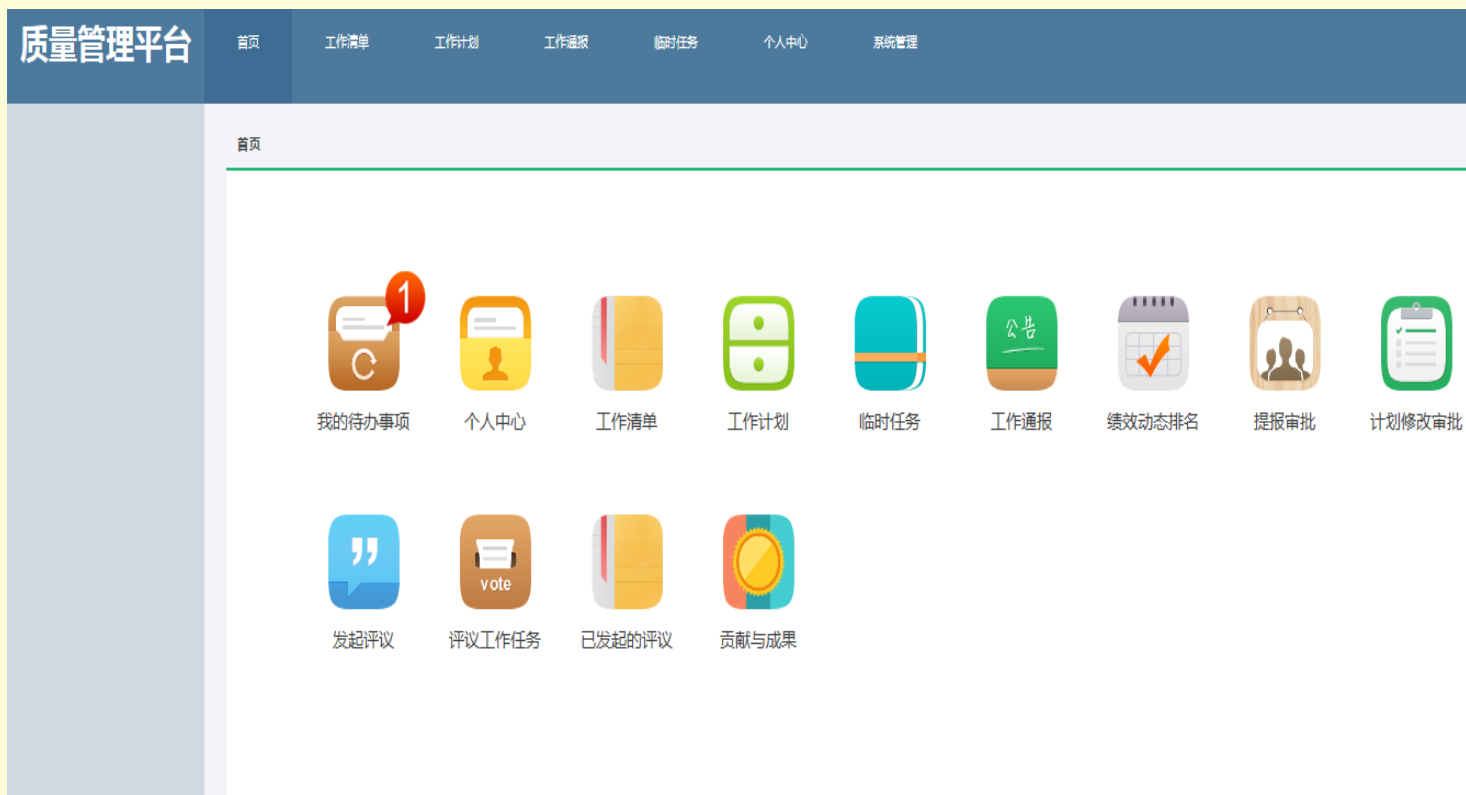 质量管理平台
首页 工作清单 工作计划 工作通报 临时任务 个人中心 系统管理
首页
1
公告
我的待办事项 个人中心 工作清单 工作计划 临时任务 工作通报 绩效动态排名 提报审批 计划修改审批
vote
发起评议 评议工作任务 已发起的评议 贡献与成果